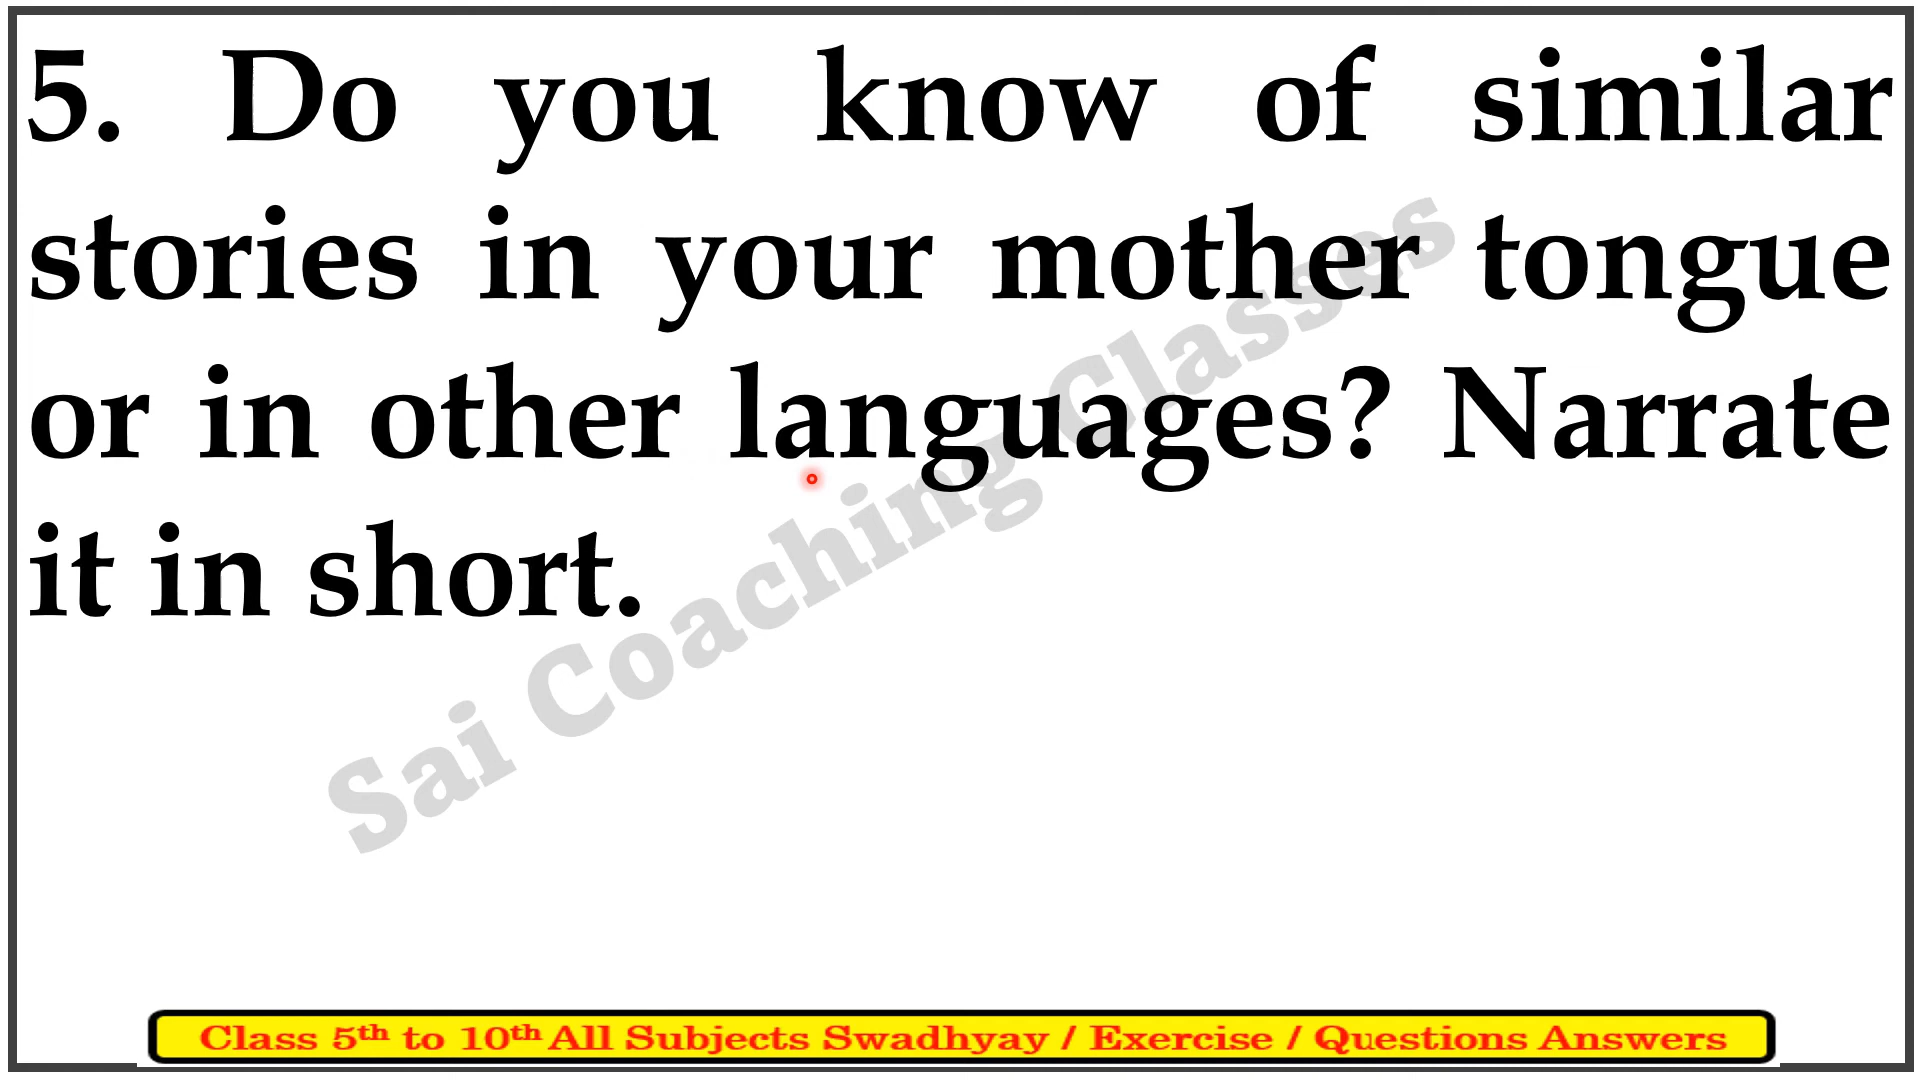 5. Do you know of similar
stories in your mother tongue
or in other languages? Narrate
it in short.
Sai Coaching Classes
Class 5th to 10th All Subjects Swadhyay / Exercise / Questions Answers